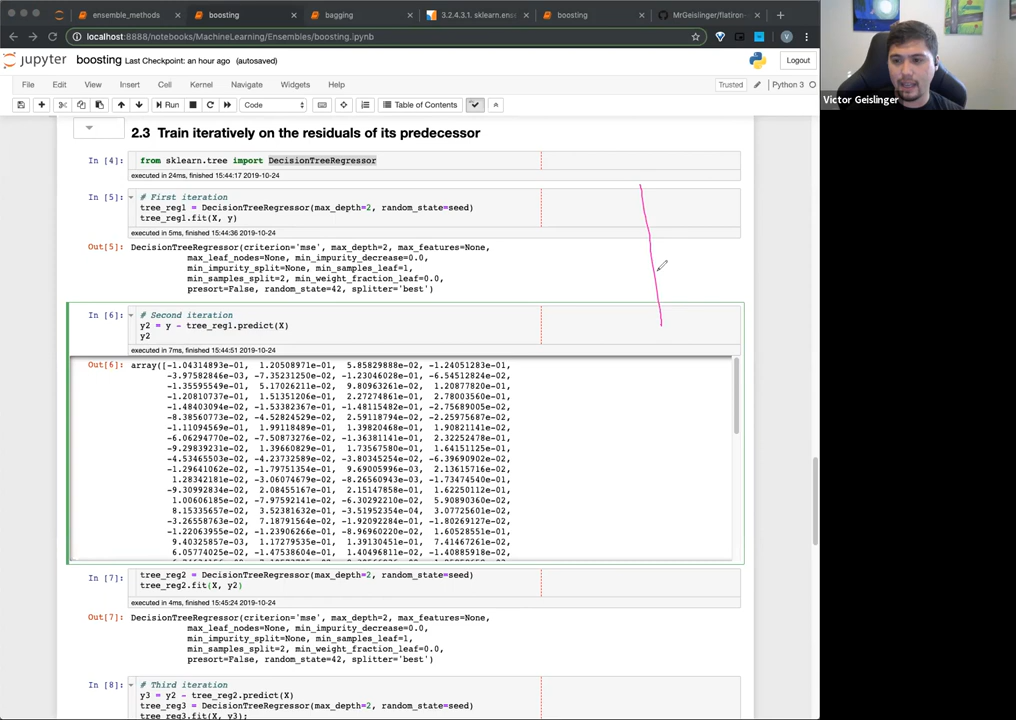 ensemble_methods
boosting
bagging
3.2.4.3.1. sklearn.ens
boosting
MrGeislinger/flatiron-
localhost:8888/notebooks/MachineLearning/Ensembles/boosting.ipynb
jupyter boosting Last Checkpoint: an hour ago (autosaved)
Logout
Victor Geislinger
File Edit View Insert Cell Kernel Navigate Widgets Help
Trusted
Python 3
Run
Code
Table of Contents
2.3 Train iteratively on the residuals of its predecessor
In [4]: from sklearn.tree import DecisionTreeRegressor
executed in 24ms, finished 15:44:17 2019-10-24
In [5]: # First iteration
tree_reg1 = DecisionTreeRegressor(max_depth=2, random_state=seed)
tree_reg1.fit(X, y)
executed in 5ms, finished 15:44:36 2019-10-24
Out[5]: DecisionTreeRegressor(criterion='mse', max_depth=2, max_features=None,
max_leaf_nodes=None, min_impurity_decrease=0.0,
min_impurity_split=None, min_samples_leaf=1,
min_samples_split=2, min_weight_fraction_leaf=0.0,
presort=False, random_state=42, splitter='best')
In [6]: # Second iteration
y2 = y - tree_reg1.predict(X)
y2
executed in 7ms, finished 15:44:51 2019-10-24
Out[6]: array([-1.04314893e-01, 1.20508971e-01, 5.85829888e-02, -1.24051283e-01,
-3.97582846e-03, -7.35231250e-02, -1.23046028e-01, -6.54512824e-02,
-1.35595549e-01, 5.17026211e-02, 9.80963261e-02, 1.20877820e-01,
-1.20810737e-01, 1.51351206e-01, 2.27274861e-01, 2.78003560e-01,
-1.48403094e-02, -1.53382367e-01, -1.48115482e-01, -2.75689005e-02,
-8.38560773e-02, -4.52824529e-02, 2.59118794e-02, -2.25975687e-02,
-1.11094569e-01, 1.99118489e-01, 1.39820468e-01, 1.90821141e-02,
-6.06294770e-02, -7.50873276e-02, -1.36381141e-01, 2.32252478e-01,
-9.29839231e-02, 1.39660829e-01, 1.73567580e-01, 1.64151125e-01,
-4.53465503e-02, -4.23732589e-02, -3.80345254e-02, -6.39690902e-02,
-1.29641062e-02, -1.79751354e-01, 9.69005996e-03, 2.13615716e-02,
1.28342181e-02, -3.06074679e-02, -8.26560943e-03, -1.73474540e-01,
-9.30992834e-02, 2.08455167e-01, 2.15147858e-01, 1.62250112e-01,
1.00606185e-02, -7.97592141e-02, -6.30292210e-02, 5.90890360e-02,
8.15335657e-02, 3.52381632e-02, -3.51952354e-04, 3.07725601e-02,
-3.26558763e-02, 7.18791564e-02, -1.92092284e-01, -1.80269127e-02,
-1.22063955e-02, -1.23906266e-01, -8.96960220e-02, 1.60528551e-01,
9.40325857e-03, 1.17279535e-01, 1.39130451e-01, 7.41467261e-02,
6.05774025e-02, -1.47538604e-01, 1.40496811e-02, -1.40885918e-02,
In [7]: tree_reg2 = DecisionTreeRegressor(max_depth=2, random_state=seed)
tree_reg2.fit(X, y2)
executed in 4ms, finished 15:45:24 2019-10-24
Out[7]: DecisionTreeRegressor(criterion='mse', max_depth=2, max_features=None,
max_leaf_nodes=None, min_impurity_decrease=0.0,
min_impurity_split=None, min_samples_leaf=1,
min_samples_split=2, min_weight_fraction_leaf=0.0,
presort=False, random_state=42, splitter='best')
In [8]: # Third iteration
y3 = y2 - tree_reg2.predict(X)
tree_reg3 = DecisionTreeRegressor(max_depth=2, random_state=seed)
tree_reg3.fit(X, y3);